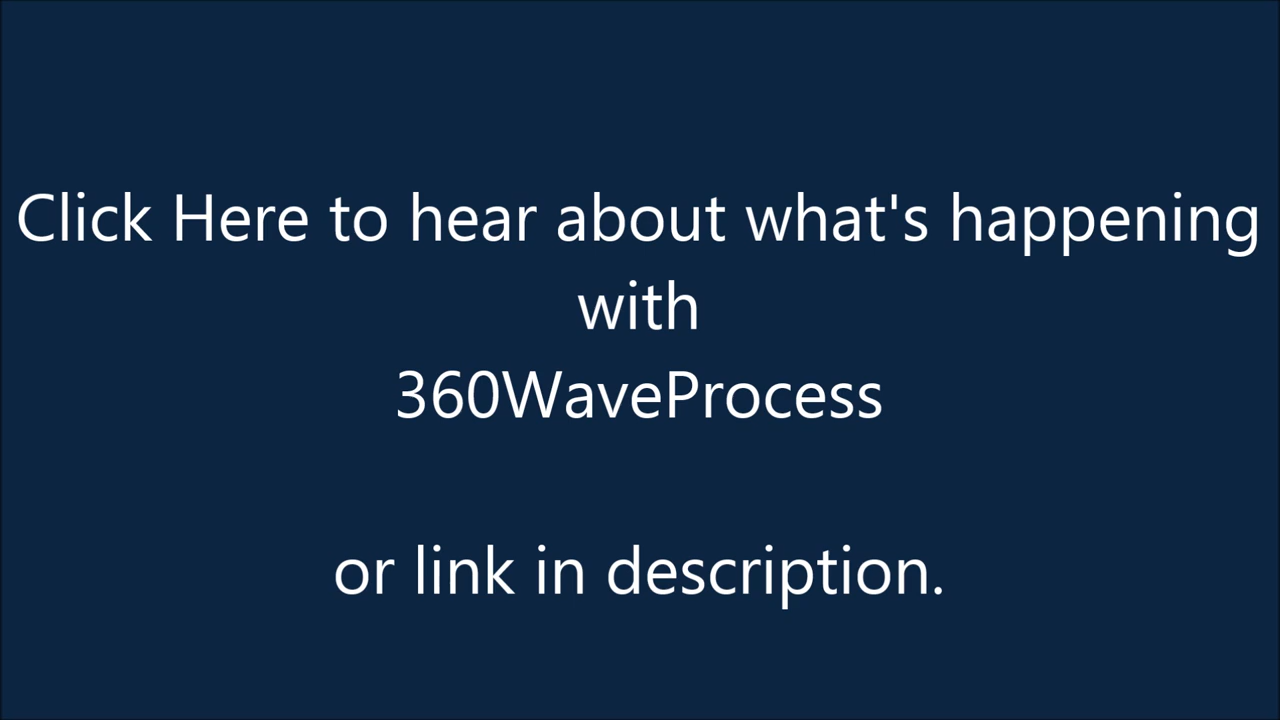 Click Here to hear about what's happening
with
360WaveProcess
or link in description.